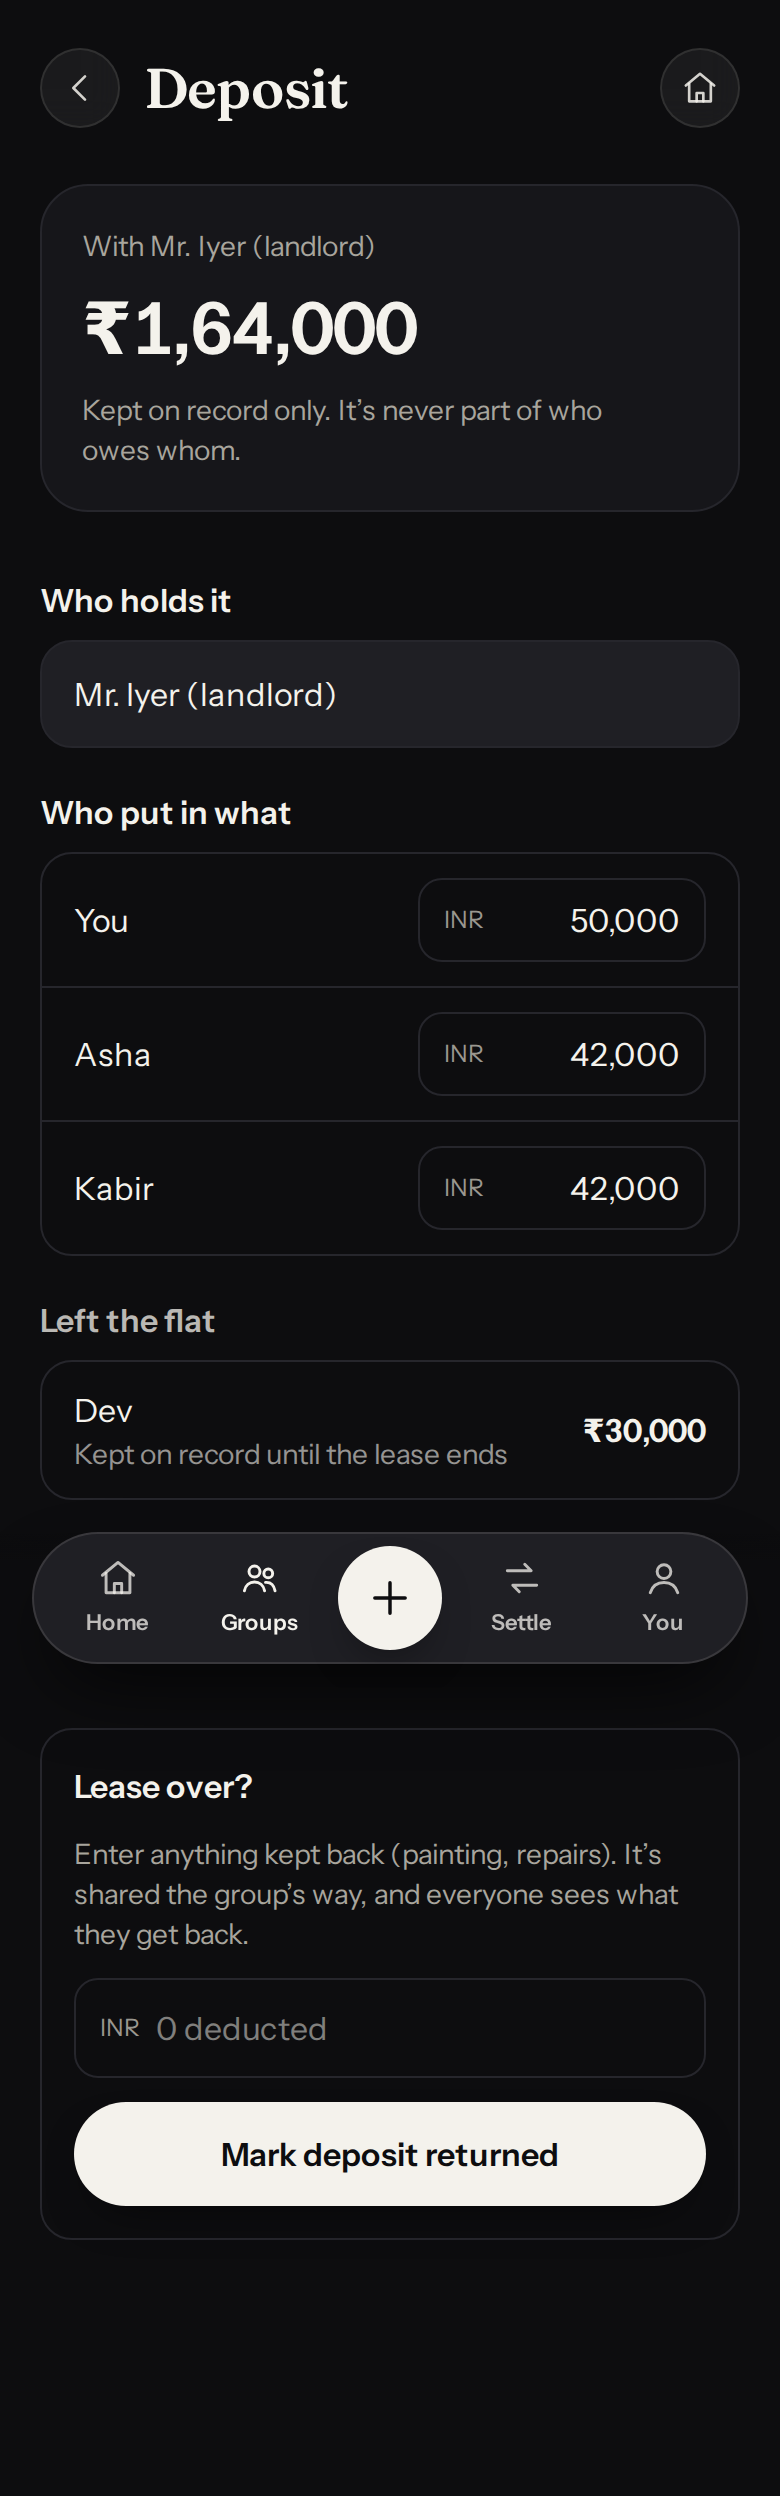 Deposit
With Mr. Iyer (landlord)
₹1,64,000
Kept on record only. It’s never part of who
owes whom.
Who holds it
Mr. Iyer (landlord)
Who put in what
You INR 50,000
Asha INR 42,000
Kabir INR 42,000
Left the flat
Dev
Kept on record until the lease ends
₹30,000
Home Groups Settle You
Lease over?
Enter anything kept back (painting, repairs). It’s
shared the group’s way, and everyone sees what
they get back.
INR 0 deducted
Mark deposit returned